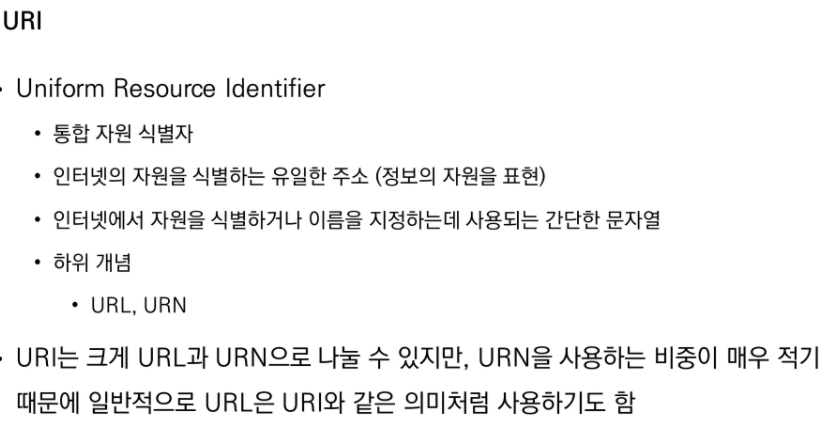 URI
• Uniform Resource Identifier
• 통합 자원 식별자
• 인터넷의 자원을 식별하는 유일한 주소 (정보의 자원을 표현)
• 인터넷에서 자원을 식별하거나 이름을 지정하는데 사용되는 간단한 문자열
• 하위 개념
• URL, URN
• URI는 크게 URL과 URN으로 나눌 수 있지만, URN을 사용하는 비중이 매우 적기
때문에 일반적으로 URL은 URI와 같은 의미처럼 사용하기도 함